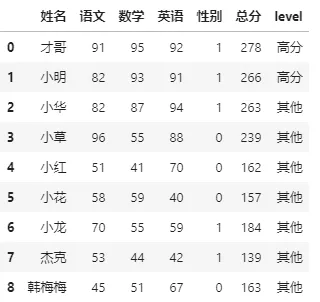 姓名 语文 数学 英语 性别 总分 level
0 才哥 91 95 92 1 278 高分
1 小明 82 93 91 1 266 高分
2 小华 82 87 94 1 263 其他
3 小草 96 55 88 0 239 其他
4 小红 51 41 70 0 162 其他
5 小花 58 59 40 0 157 其他
6 小龙 70 55 59 1 184 其他
7 杰克 53 44 42 1 139 其他
8 韩梅梅 45 51 67 0 163 其他